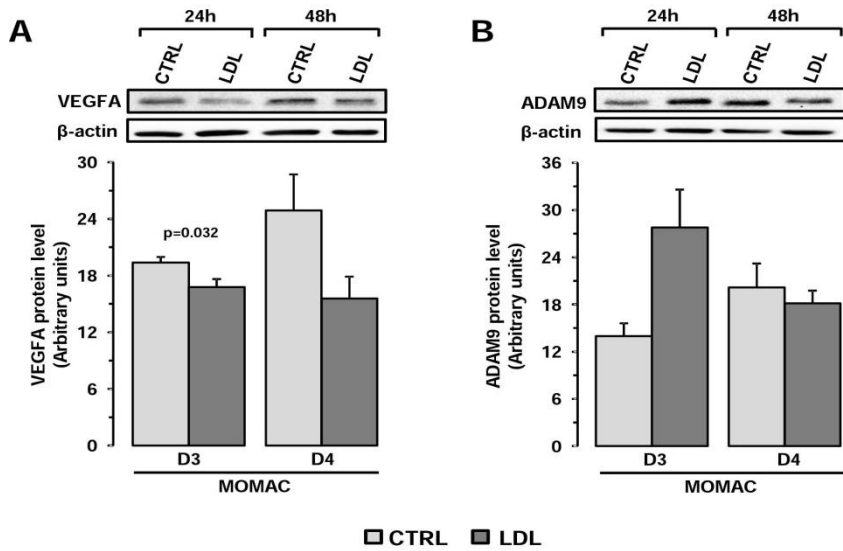 A
24h
48h
CTRL
LDL
CTRL
LDL
VEGFA
β-actin
VEGFA protein level
(Arbitrary units)
30
24
18
12
6
0
p=0.032
D3
D4
MOMAC
B
24h
48h
CTRL
LDL
CTRL
LDL
ADAM9
β-actin
ADAM9 protein level
(Arbitrary units)
36
30
24
18
12
6
0
D3
D4
MOMAC
CTRL
LDL